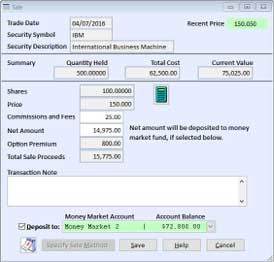 Sale
Trade Date 04/07/2016 Recent Price 150.050
Security Symbol IBM
Security Description International Business Machine
Summary Quantity Held Total Cost Current Value
500.00000 62,500.00 75,025.00
Shares 100.00000
Price 150.000
Commissions and Fees 25.00
Net Amount 14,975.00 Net amount will be deposited to money
market fund, if selected below.
Option Premium 800.00
Total Sale Proceeds 15,775.00
Transaction Note
Money Market Account Account Balance
Deposit to: Money Market 2 | $72,000.00
Specify Sale Method Save Help Cancel